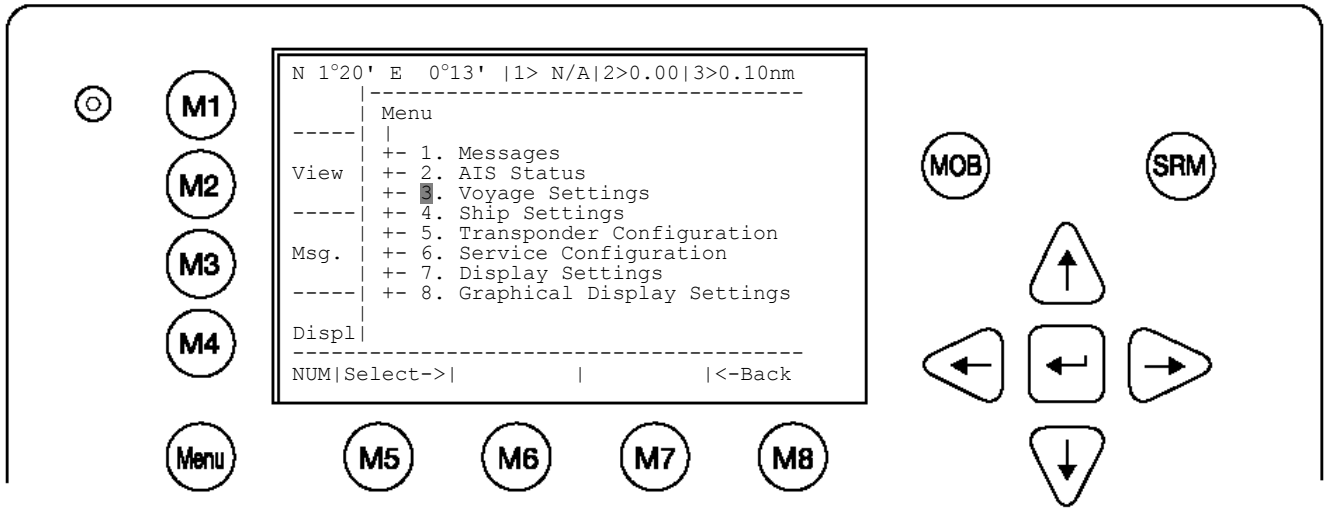 N 1°20' E 0°13' |1> N/A|2>0.00|3>0.10nm
M1
Menu
1. Messages
MOB
SRM
M2
View
2. AIS Status
3. Voyage Settings
4. Ship Settings
5. Transponder Configuration
M3
Msg.
6. Service Configuration
7. Display Settings
8. Graphical Display Settings
M4
Displ
NUM|Select->| | |<-Back
Menu
M5
M6
M7
M8